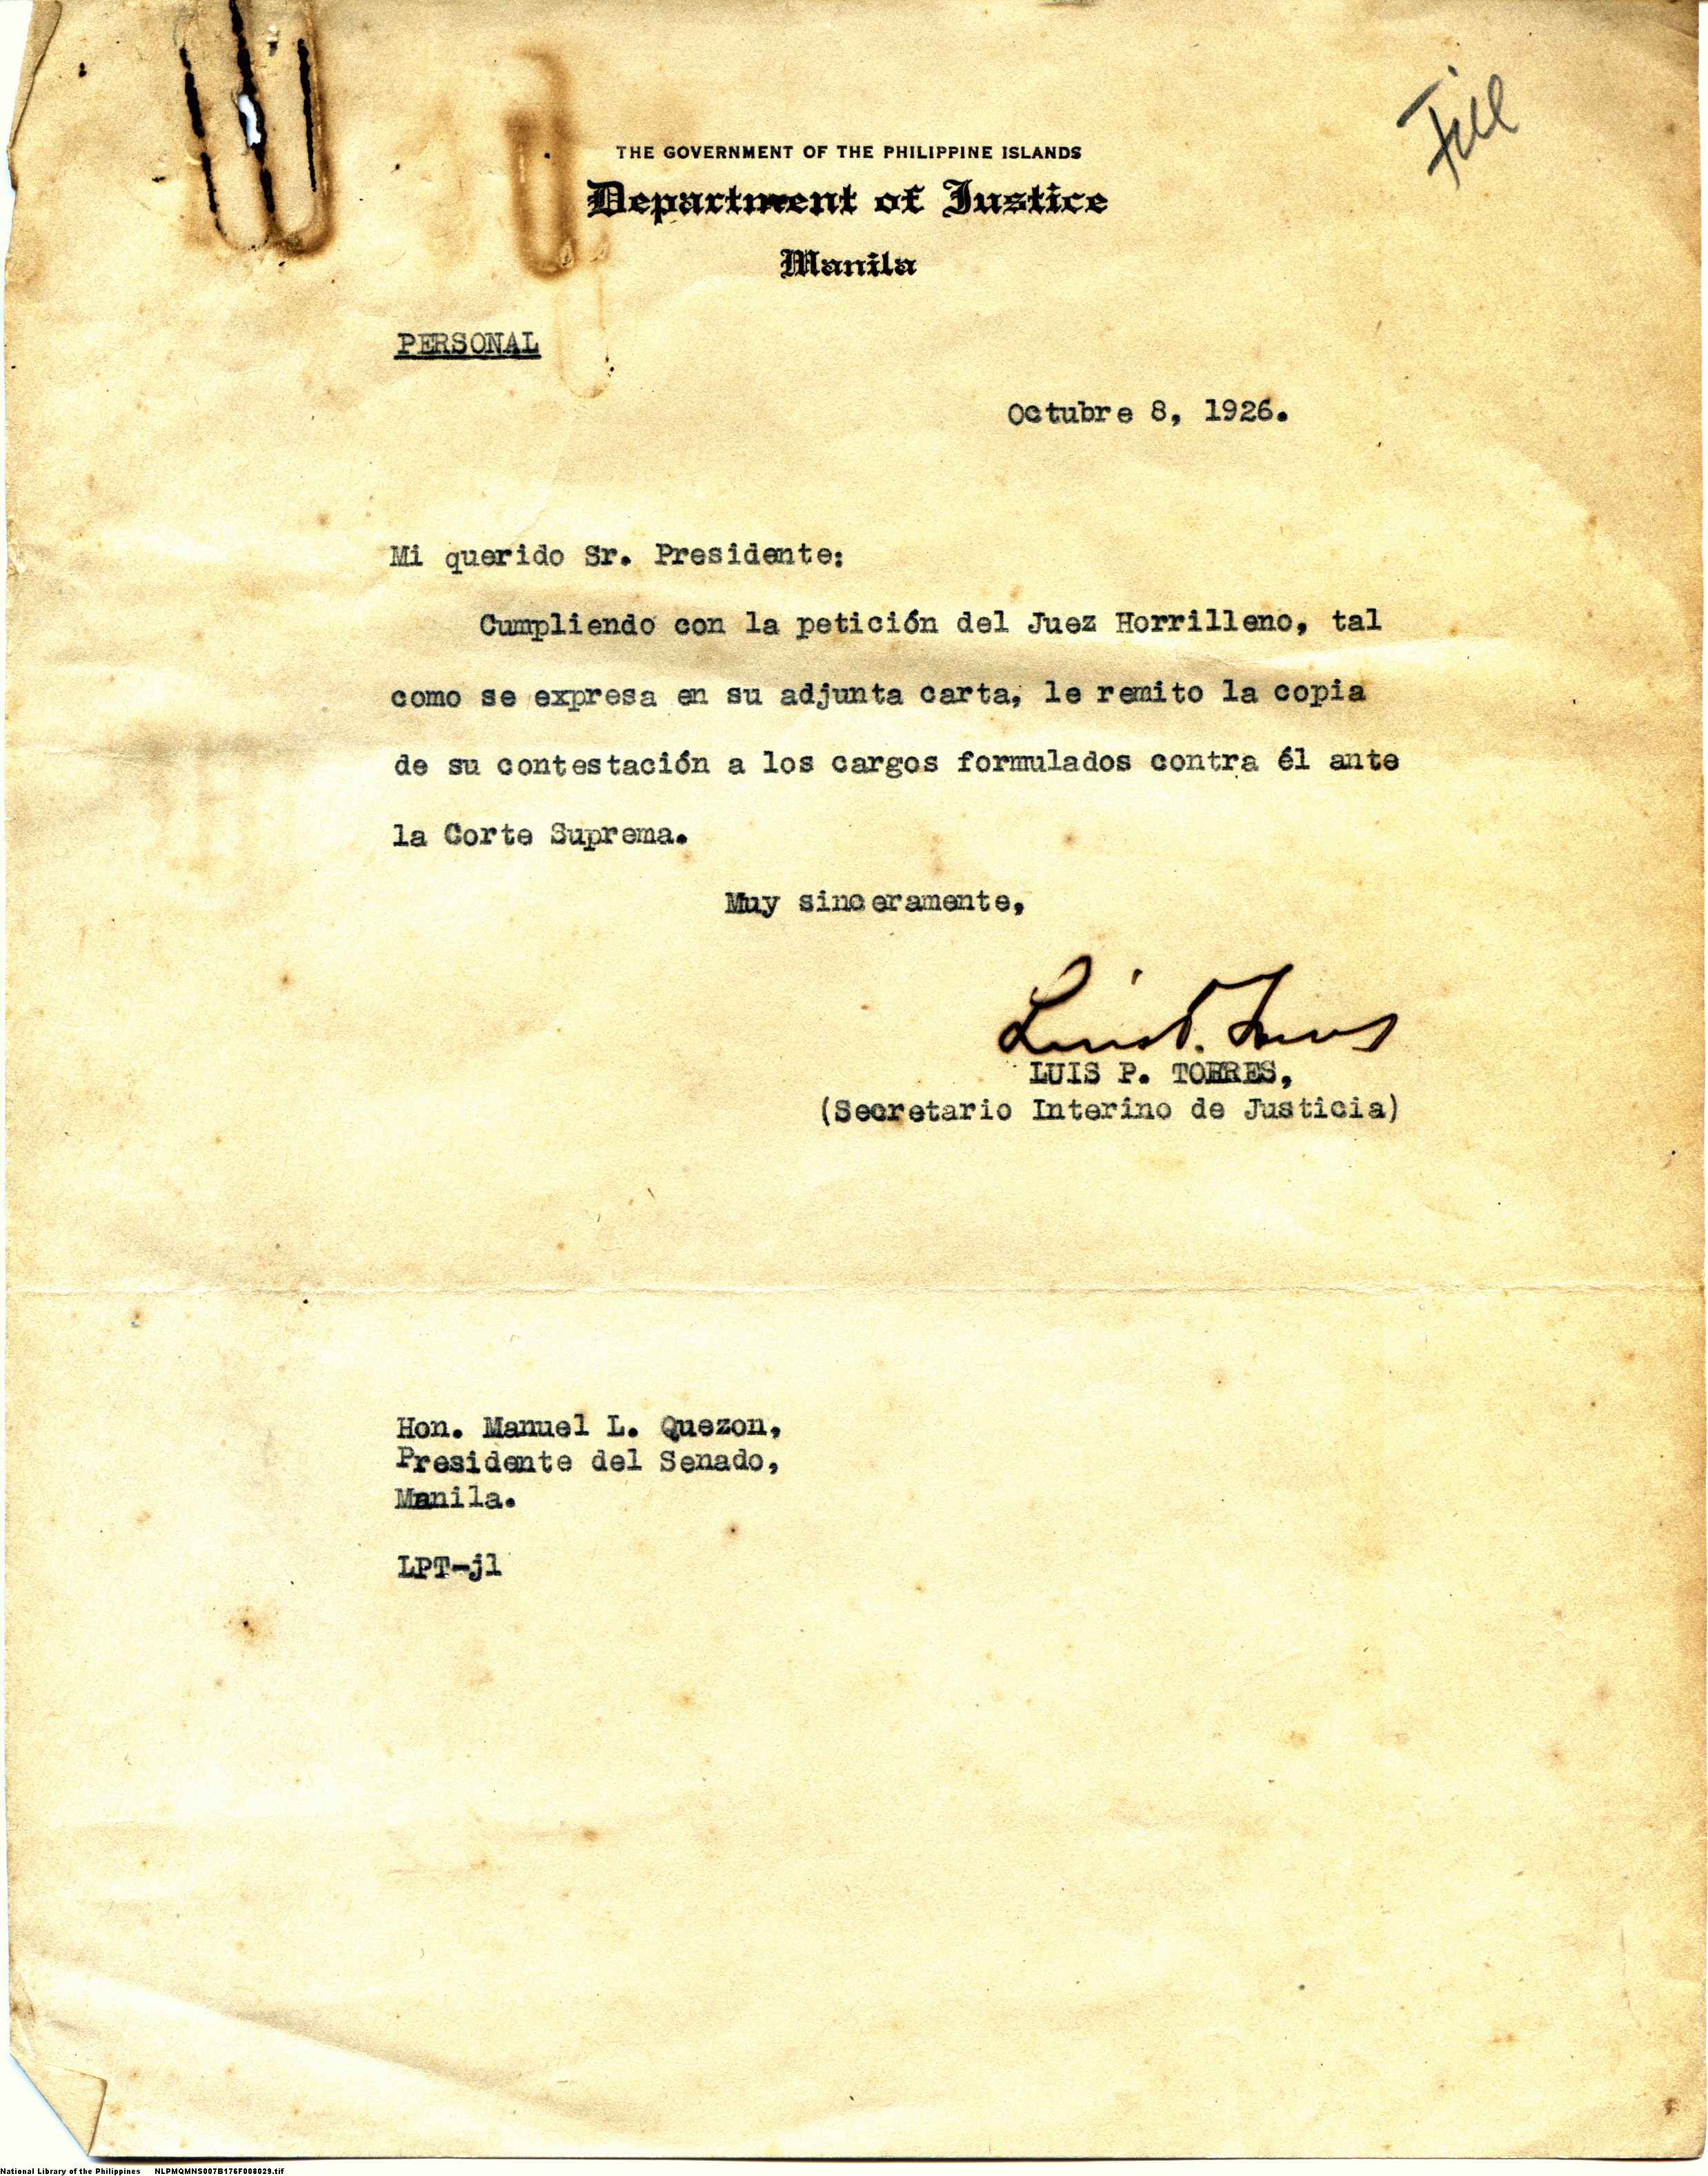 File
THE GOVERNMENT OF THE PHILIPPINE ISLANDS
Department of Justice
Manila
PERSONAL
Octubre 8, 1926.
Mi querido Sr. Presidente:
Cumpliendo con la petición del Juez Horrilleno, tal
como se expresa en su adjunta carta, le remito la copia
de su contestación a los cargos formulados contra él ante
la Corte Suprema.
Muy sinceramente,
Luis P. Torres
LUIS P. TORRES,
(Secretario Interino de Justicia)
Hon. Manuel L. Quezon,
Presidente del Senado,
Manila.
LPT-jl
National Library of the Philippines NLPMQMNS007B176F008029.tif